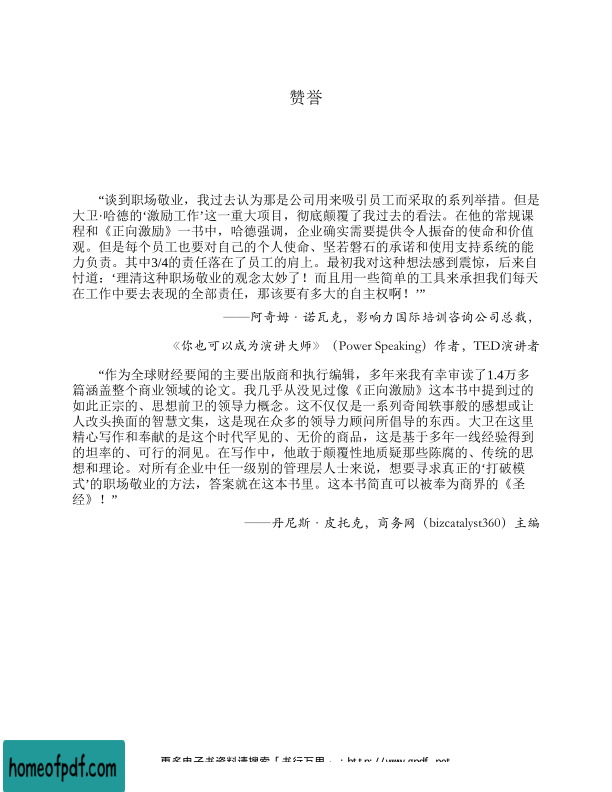 赞誉
“谈到职场敬业，我过去认为那是公司用来吸引员工而采取的系列举措。但是
大卫·哈德的‘激励工作’这一重大项目，彻底颠覆了我过去的看法。在他的常规课
程和《正向激励》一书中，哈德强调，企业确实需要提供令人振奋的使命和价值
观。但是每个员工也要对自己的个人使命、坚若磐石的承诺和使用支持系统的能
力负责。其中3/4的责任落在了员工的肩上。最初我对这种想法感到震惊，后来自
忖道：‘理清这种职场敬业的观念太妙了！而且用一些简单的工具来承担我们每天
在工作中要去表现的全部责任，那该要有多大的自主权啊！’”
——阿奇姆·诺瓦克，影响力国际培训咨询公司总裁，
《你也可以成为演讲大师》（Power Speaking）作者，TED演讲者
“作为全球财经要闻的主要出版商和执行编辑，多年来我有幸审读了1.4万多
篇涵盖整个商业领域的论文。我几乎从没见过像《正向激励》这本书中提到过的
如此正宗的、思想前卫的领导力概念。这不仅仅是一系列奇闻轶事般的感想或让
人改头换面的智慧文集，这是现在众多的领导力顾问所倡导的东西。大卫在这里
精心写作和奉献的是这个时代罕见的、无价的商品，这是基于多年一线经验得到
的坦率的、可行的洞见。在写作中，他敢于颠覆性地质疑那些陈腐的、传统的思
想和理论。对所有企业中任一级别的管理层人士来说，想要寻求真正的‘打破模
式’的职场敬业的方法，答案就在这本书里。这本书简直可以被奉为商界的《圣
经》！”
——丹尼斯·皮托克，商务网（bizcatalyst360）主编
更多电子书资料请搜索「书行万里」：http://www.gpdf.net
homeofpdf.com